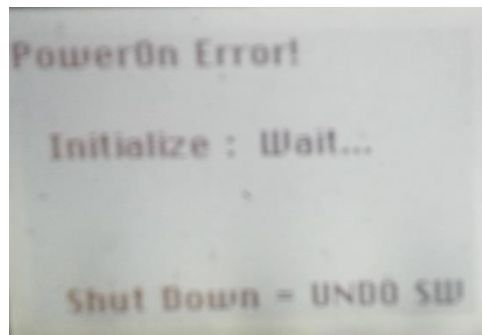 PowerOn Error!
Initialize : Wait...
Shut Down = UNDO SW